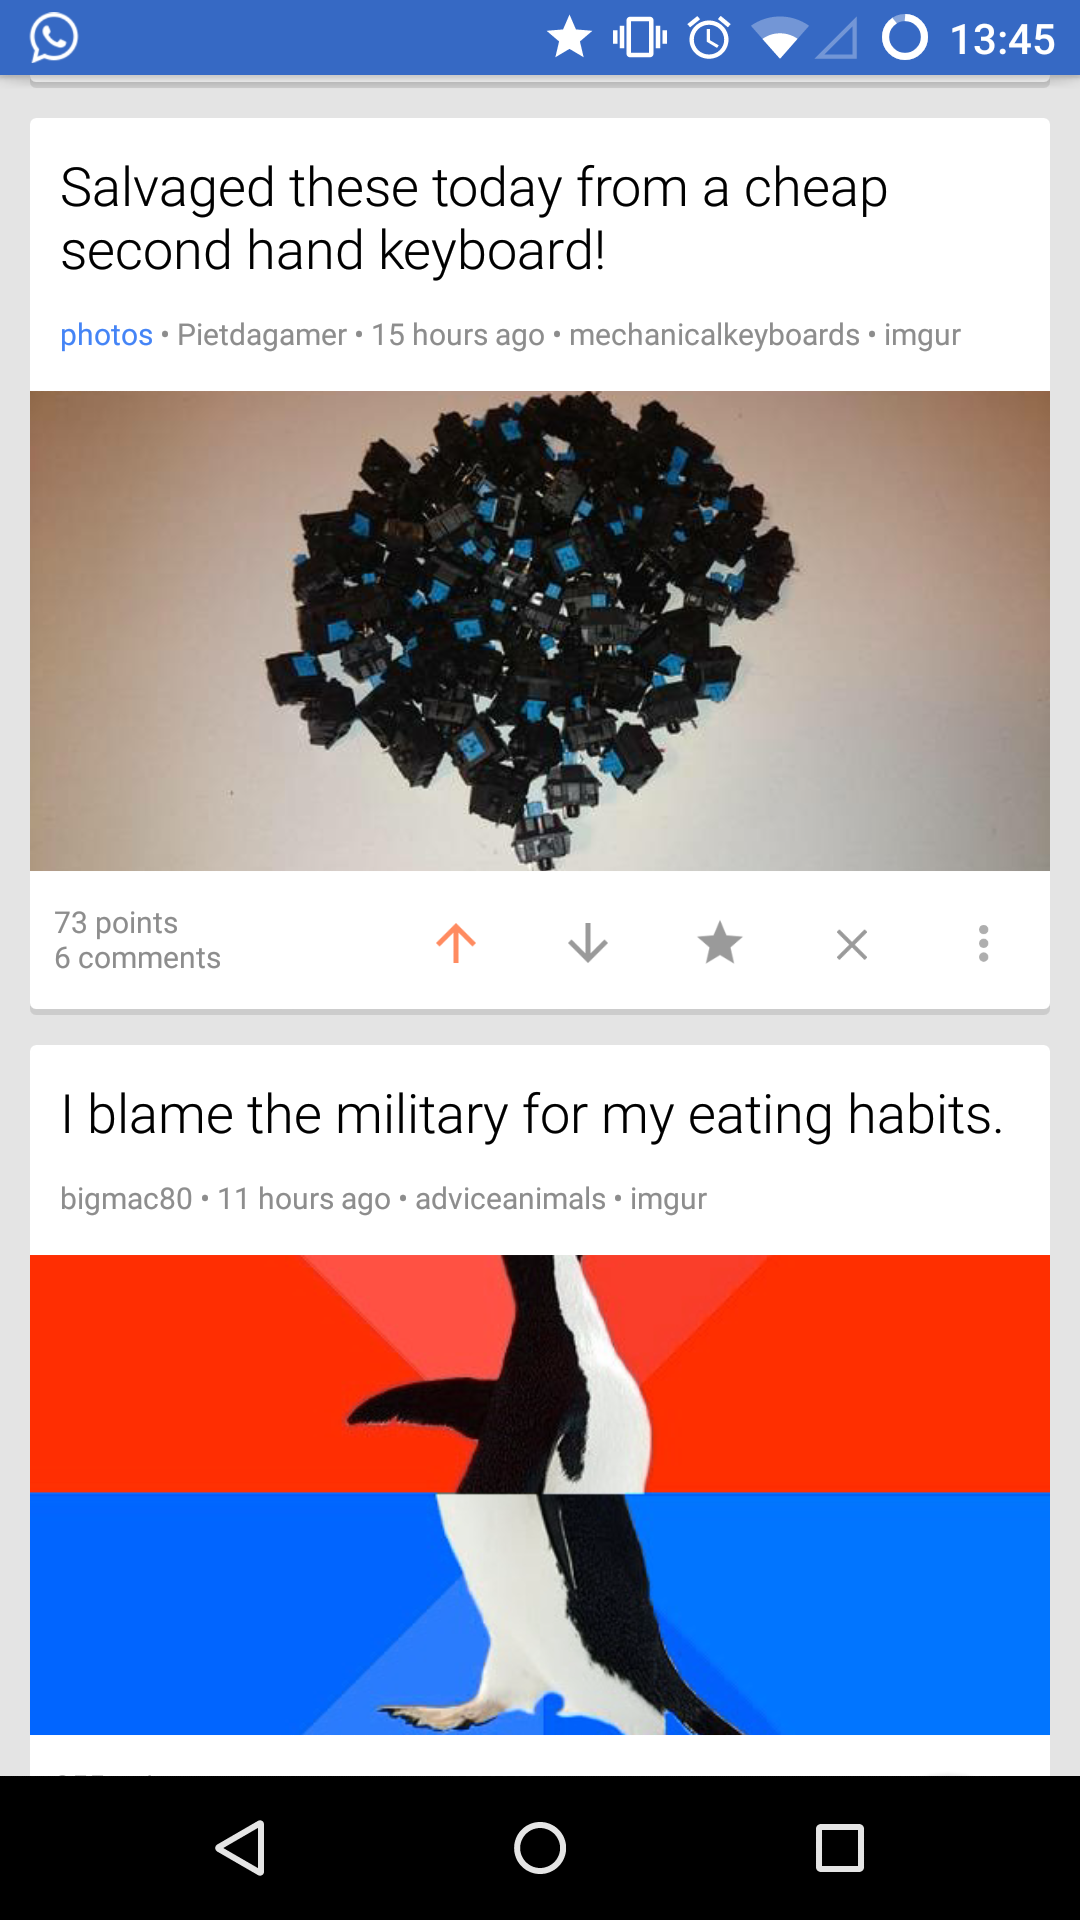 13:45
Salvaged these today from a cheap
second hand keyboard!
photos • Pietdagamer • 15 hours ago • mechanicalkeyboards • imgur
73 points
6 comments
I blame the military for my eating habits.
bigmac80 • 11 hours ago • adviceanimals • imgur